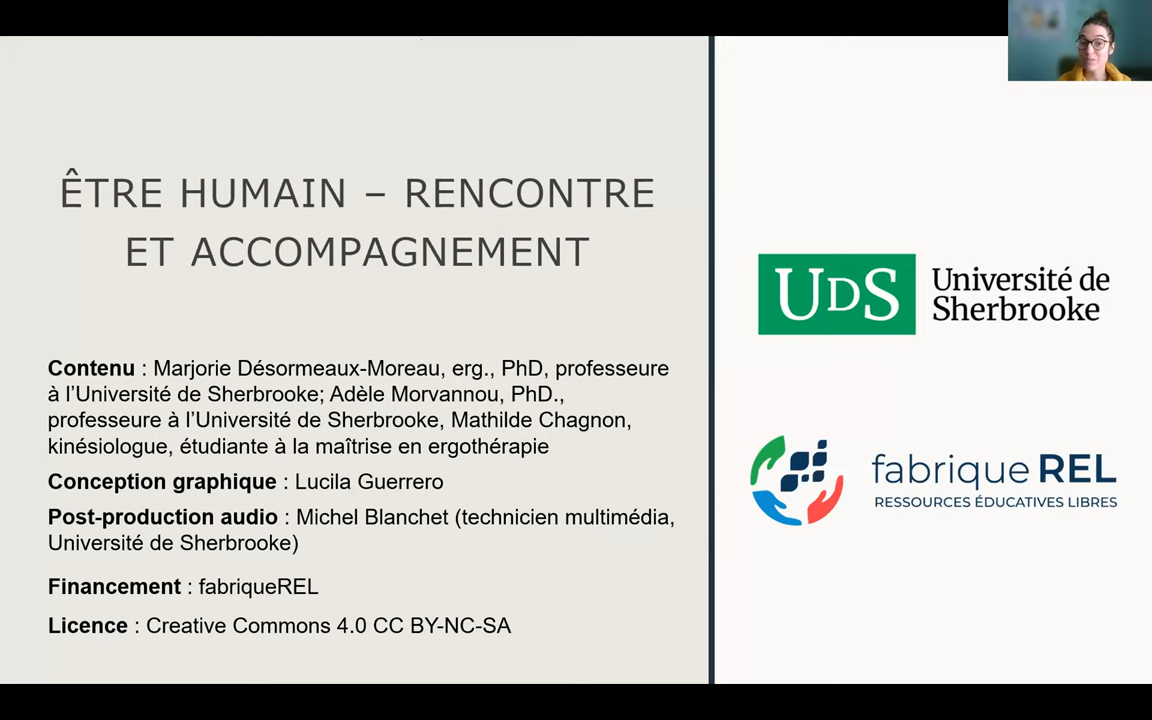 ÊTRE HUMAIN – RENCONTRE
ET ACCOMPAGNEMENT
Contenu : Marjorie Désormeaux-Moreau, erg., PhD, professeure
à l’Université de Sherbrooke; Adèle Morvannou, PhD.,
professeure à l’Université de Sherbrooke, Mathilde Chagnon,
kinésiologue, étudiante à la maîtrise en ergothérapie
Conception graphique : Lucila Guerrero
Post-production audio : Michel Blanchet (technicien multimédia,
Université de Sherbrooke)
Financement : fabriqueREL
Licence : Creative Commons 4.0 CC BY-NC-SA
UDS
Université de
Sherbrooke
fabrique REL
RESSOURCES ÉDUCATIVES LIBRES